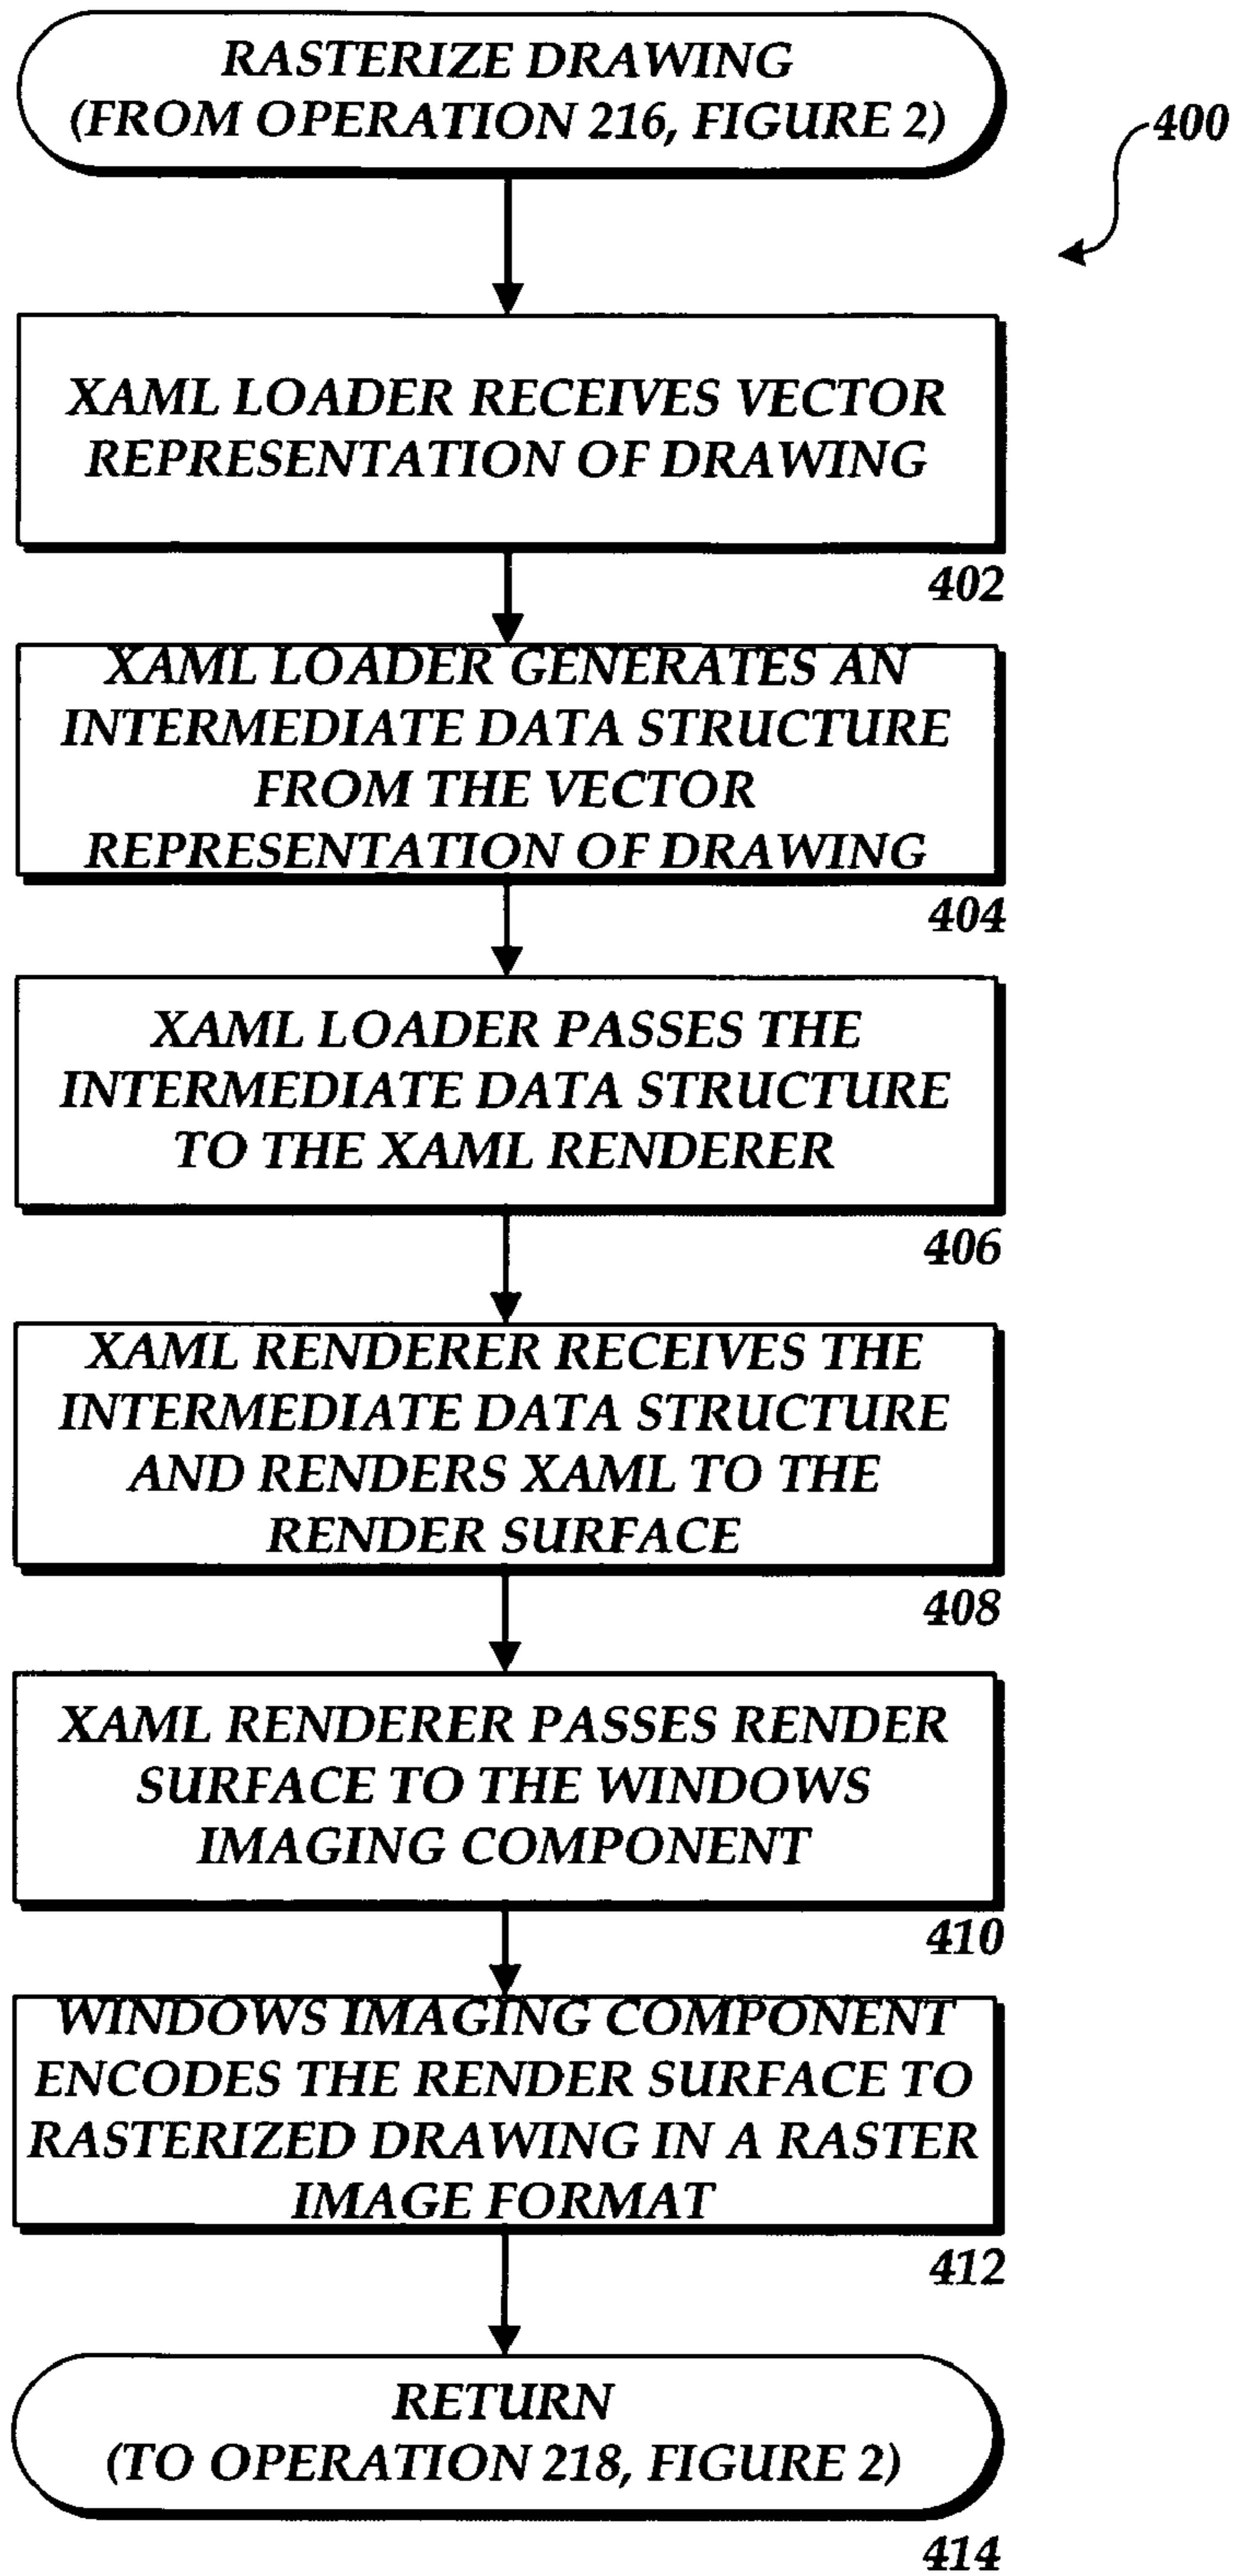 RASTERIZE DRAWING
(FROM OPERATION 216, FIGURE 2)
400
XAML LOADER RECEIVES VECTOR
REPRESENTATION OF DRAWING
402
XAML LOADER GENERATES AN
INTERMEDIATE DATA STRUCTURE
FROM THE VECTOR
REPRESENTATION OF DRAWING
404
XAML LOADER PASSES THE
INTERMEDIATE DATA STRUCTURE
TO THE XAML RENDERER
406
XAML RENDERER RECEIVES THE
INTERMEDIATE DATA STRUCTURE
AND RENDERS XAML TO THE
RENDER SURFACE
408
XAML RENDERER PASSES RENDER
SURFACE TO THE WINDOWS
IMAGING COMPONENT
410
WINDOWS IMAGING COMPONENT
ENCODES THE RENDER SURFACE TO
RASTERIZED DRAWING IN A RASTER
IMAGE FORMAT
412
RETURN
(TO OPERATION 218, FIGURE 2)
414